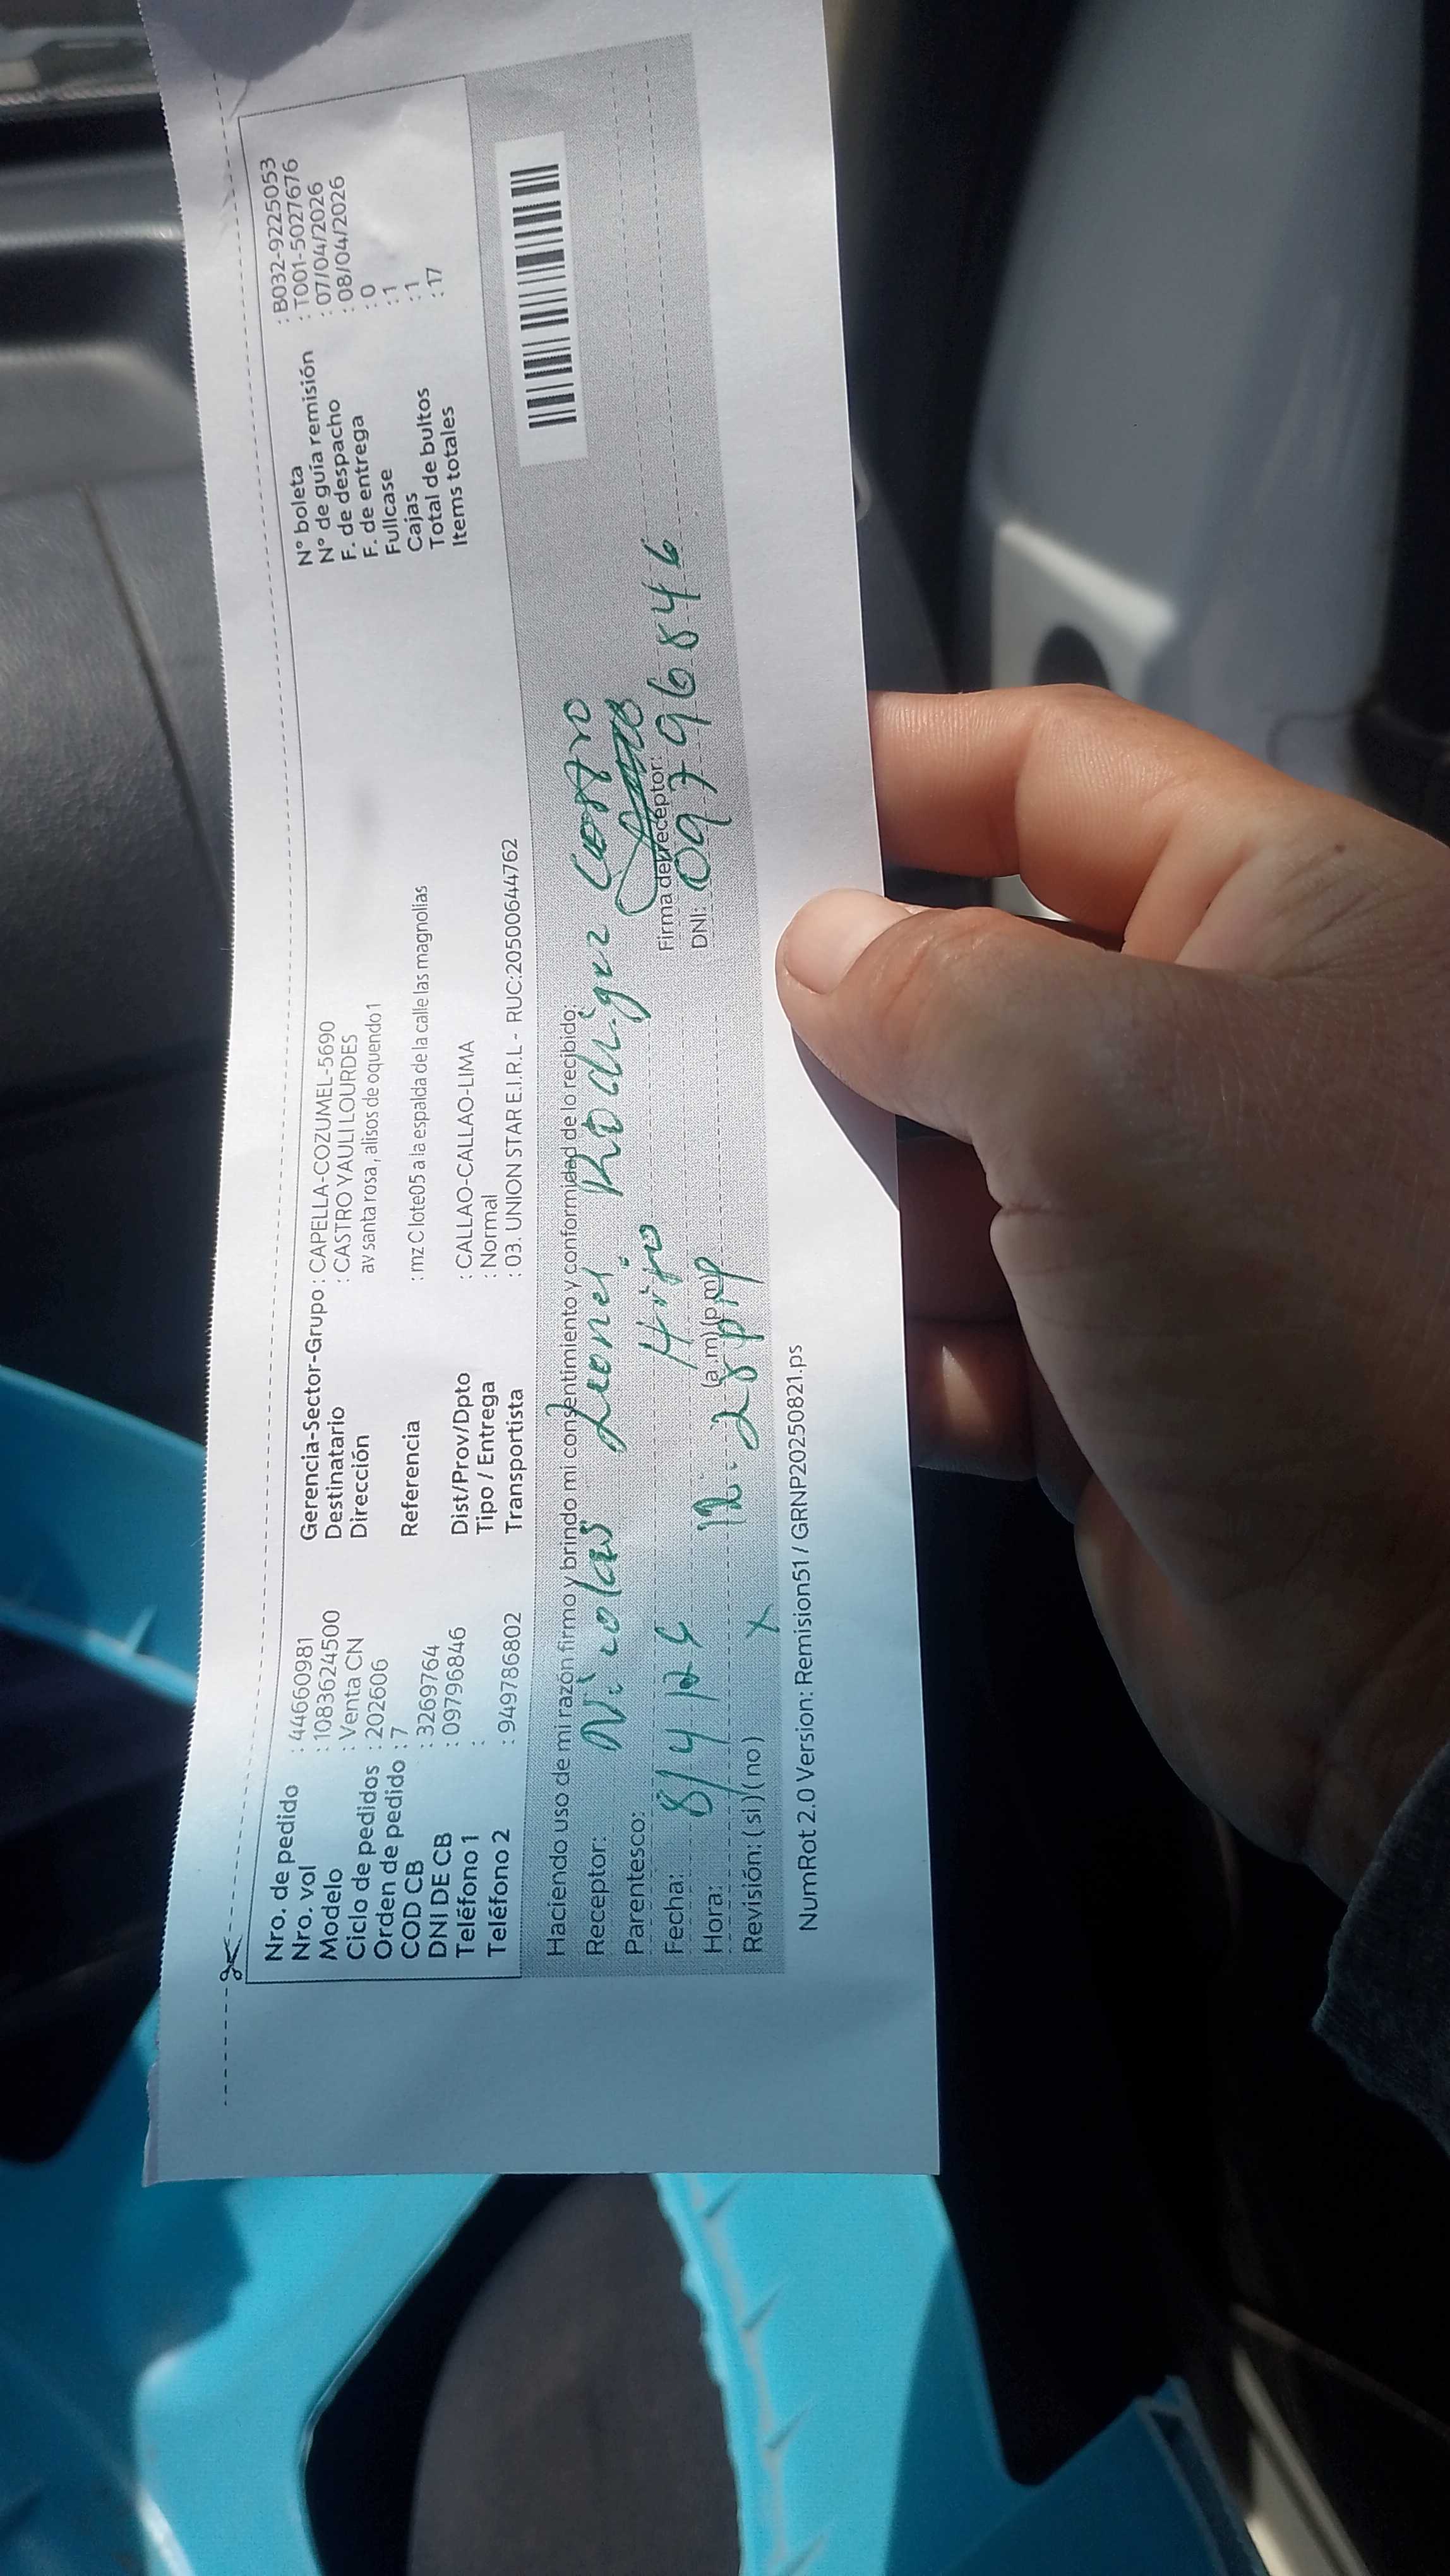 Nro. de pedido : 44660981
Nro. vol : 1083624500
Modelo : Venta CN
Ciclo de pedidos : 202606
Orden de pedido : 7
COD CB : 3269764
DNI DE CB : 09796846
Teléfono 1 :
Teléfono 2 : 949786802
Gerencia-Sector-Grupo : CAPELLA-COZUMEL-5690
Destinatario : CASTRO YAULI LOURDES
Dirección av santa rosa , alisos de oquendo 1
Referencia : mz C lote05 a la espalda de la calle las magnolias
Dist/Prov/Dpto : CALLAO-CALLAO-LIMA
Tipo / Entrega : Normal
Transportista : 03. UNION STAR E.I.R.L - RUC:20500644762
N° boleta : B032-9225053
N° de guía remisión : T001-5027676
F. de despacho : 07/04/2026
F. de entrega : 08/04/2026
Fullcase : 0
Cajas : 1
Total de bultos : 1
Items totales : 17
Haciendo uso de mi razón firmo y brindo mi consentimiento y conformidad de lo recibido:
Receptor: Nicolas Leonel Rodigez Castro
Parentesco: Hijo
Fecha: 8/4/26
Firma del receptor:
Hora: 12:28 pm (a.m) (p.m)
DNI: 09796846
Revisión: ( si ) ( no ) X
NumRot 2.0 Version: Remision51 / GRNP20250821.ps